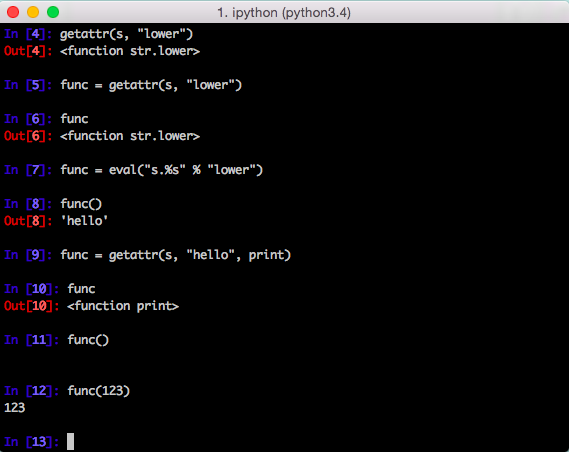 1. ipython (python3.4)
In [4]: getattr(s, "lower")
Out[4]: <function str.lower>
In [5]: func = getattr(s, "lower")
In [6]: func
Out[6]: <function str.lower>
In [7]: func = eval("s.%s" % "lower")
In [8]: func()
Out[8]: 'hello'
In [9]: func = getattr(s, "hello", print)
In [10]: func
Out[10]: <function print>
In [11]: func()
In [12]: func(123)
123
In [13]: